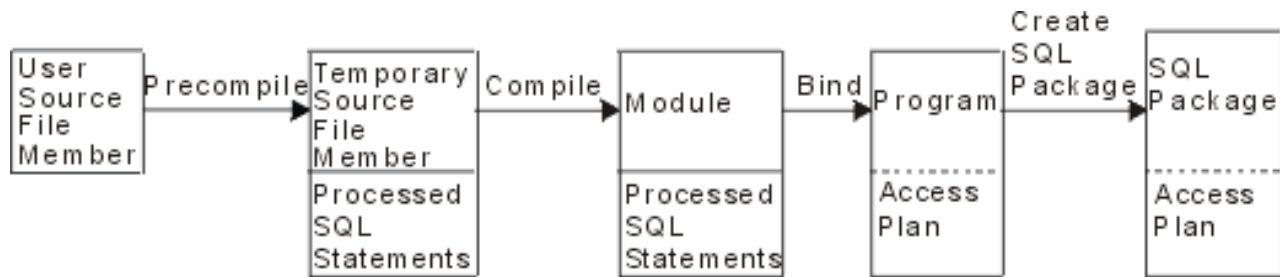 User
Source
File
Member
Precompile
Temporary
Source
File
Member
Processed
SQL
Statements
Compile
Module
Processed
SQL
Statements
Bind
Program
Access
Plan
Create
SQL
Package
SQL
Package
Access
Plan